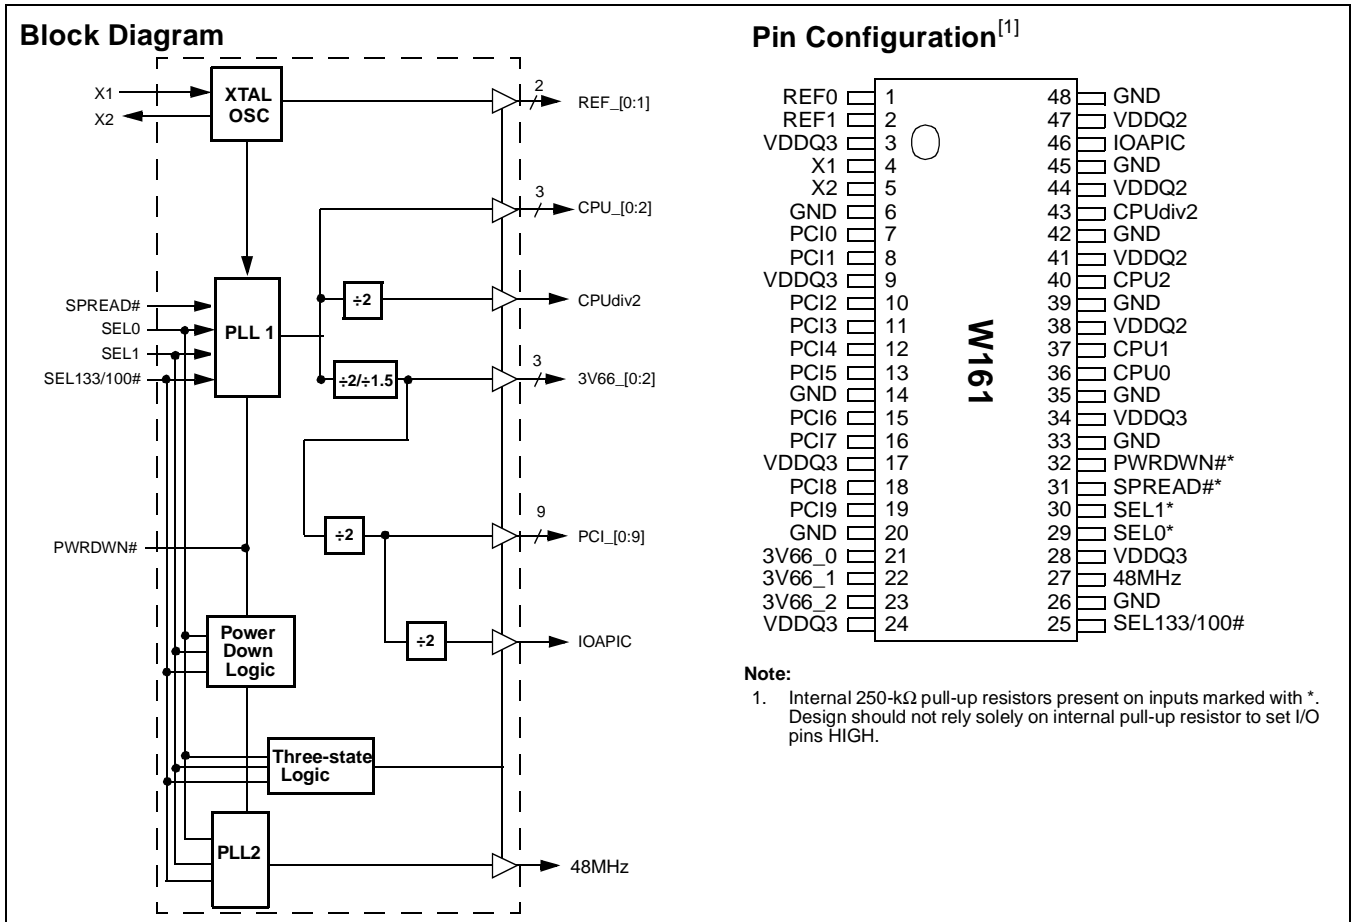 Block Diagram
X1
X2
XTAL
OSC
2
REF_[0:1]
3
CPU_[0:2]
÷2
CPUdiv2
SPREAD#
SEL0
SEL1
SEL133/100#
PLL 1
÷2/÷1.5
3
3V66_[0:2]
÷2
9
PCI_[0:9]
PWRDWN#
Power
Down
Logic
÷2
IOAPIC
Three-state
Logic
PLL2
48MHz
Pin Configuration[1]
REF0 1 48 GND
REF1 2 47 VDDQ2
VDDQ3 3 46 IOAPIC
X1 4 45 GND
X2 5 44 VDDQ2
GND 6 43 CPUdiv2
PCI0 7 42 GND
PCI1 8 41 VDDQ2
VDDQ3 9 40 CPU2
PCI2 10 39 GND
PCI3 11 38 VDDQ2
PCI4 12 37 CPU1
PCI5 13 36 CPU0
GND 14 35 GND
PCI6 15 34 VDDQ3
PCI7 16 33 GND
VDDQ3 17 32 PWRDWN#*
PCI8 18 31 SPREAD#*
PCI9 19 30 SEL1*
GND 20 29 SEL0*
3V66_0 21 28 VDDQ3
3V66_1 22 27 48MHz
3V66_2 23 26 GND
VDDQ3 24 25 SEL133/100#
W161
Note:
1. Internal 250-kΩ pull-up resistors present on inputs marked with *.
Design should not rely solely on internal pull-up resistor to set I/O
pins HIGH.